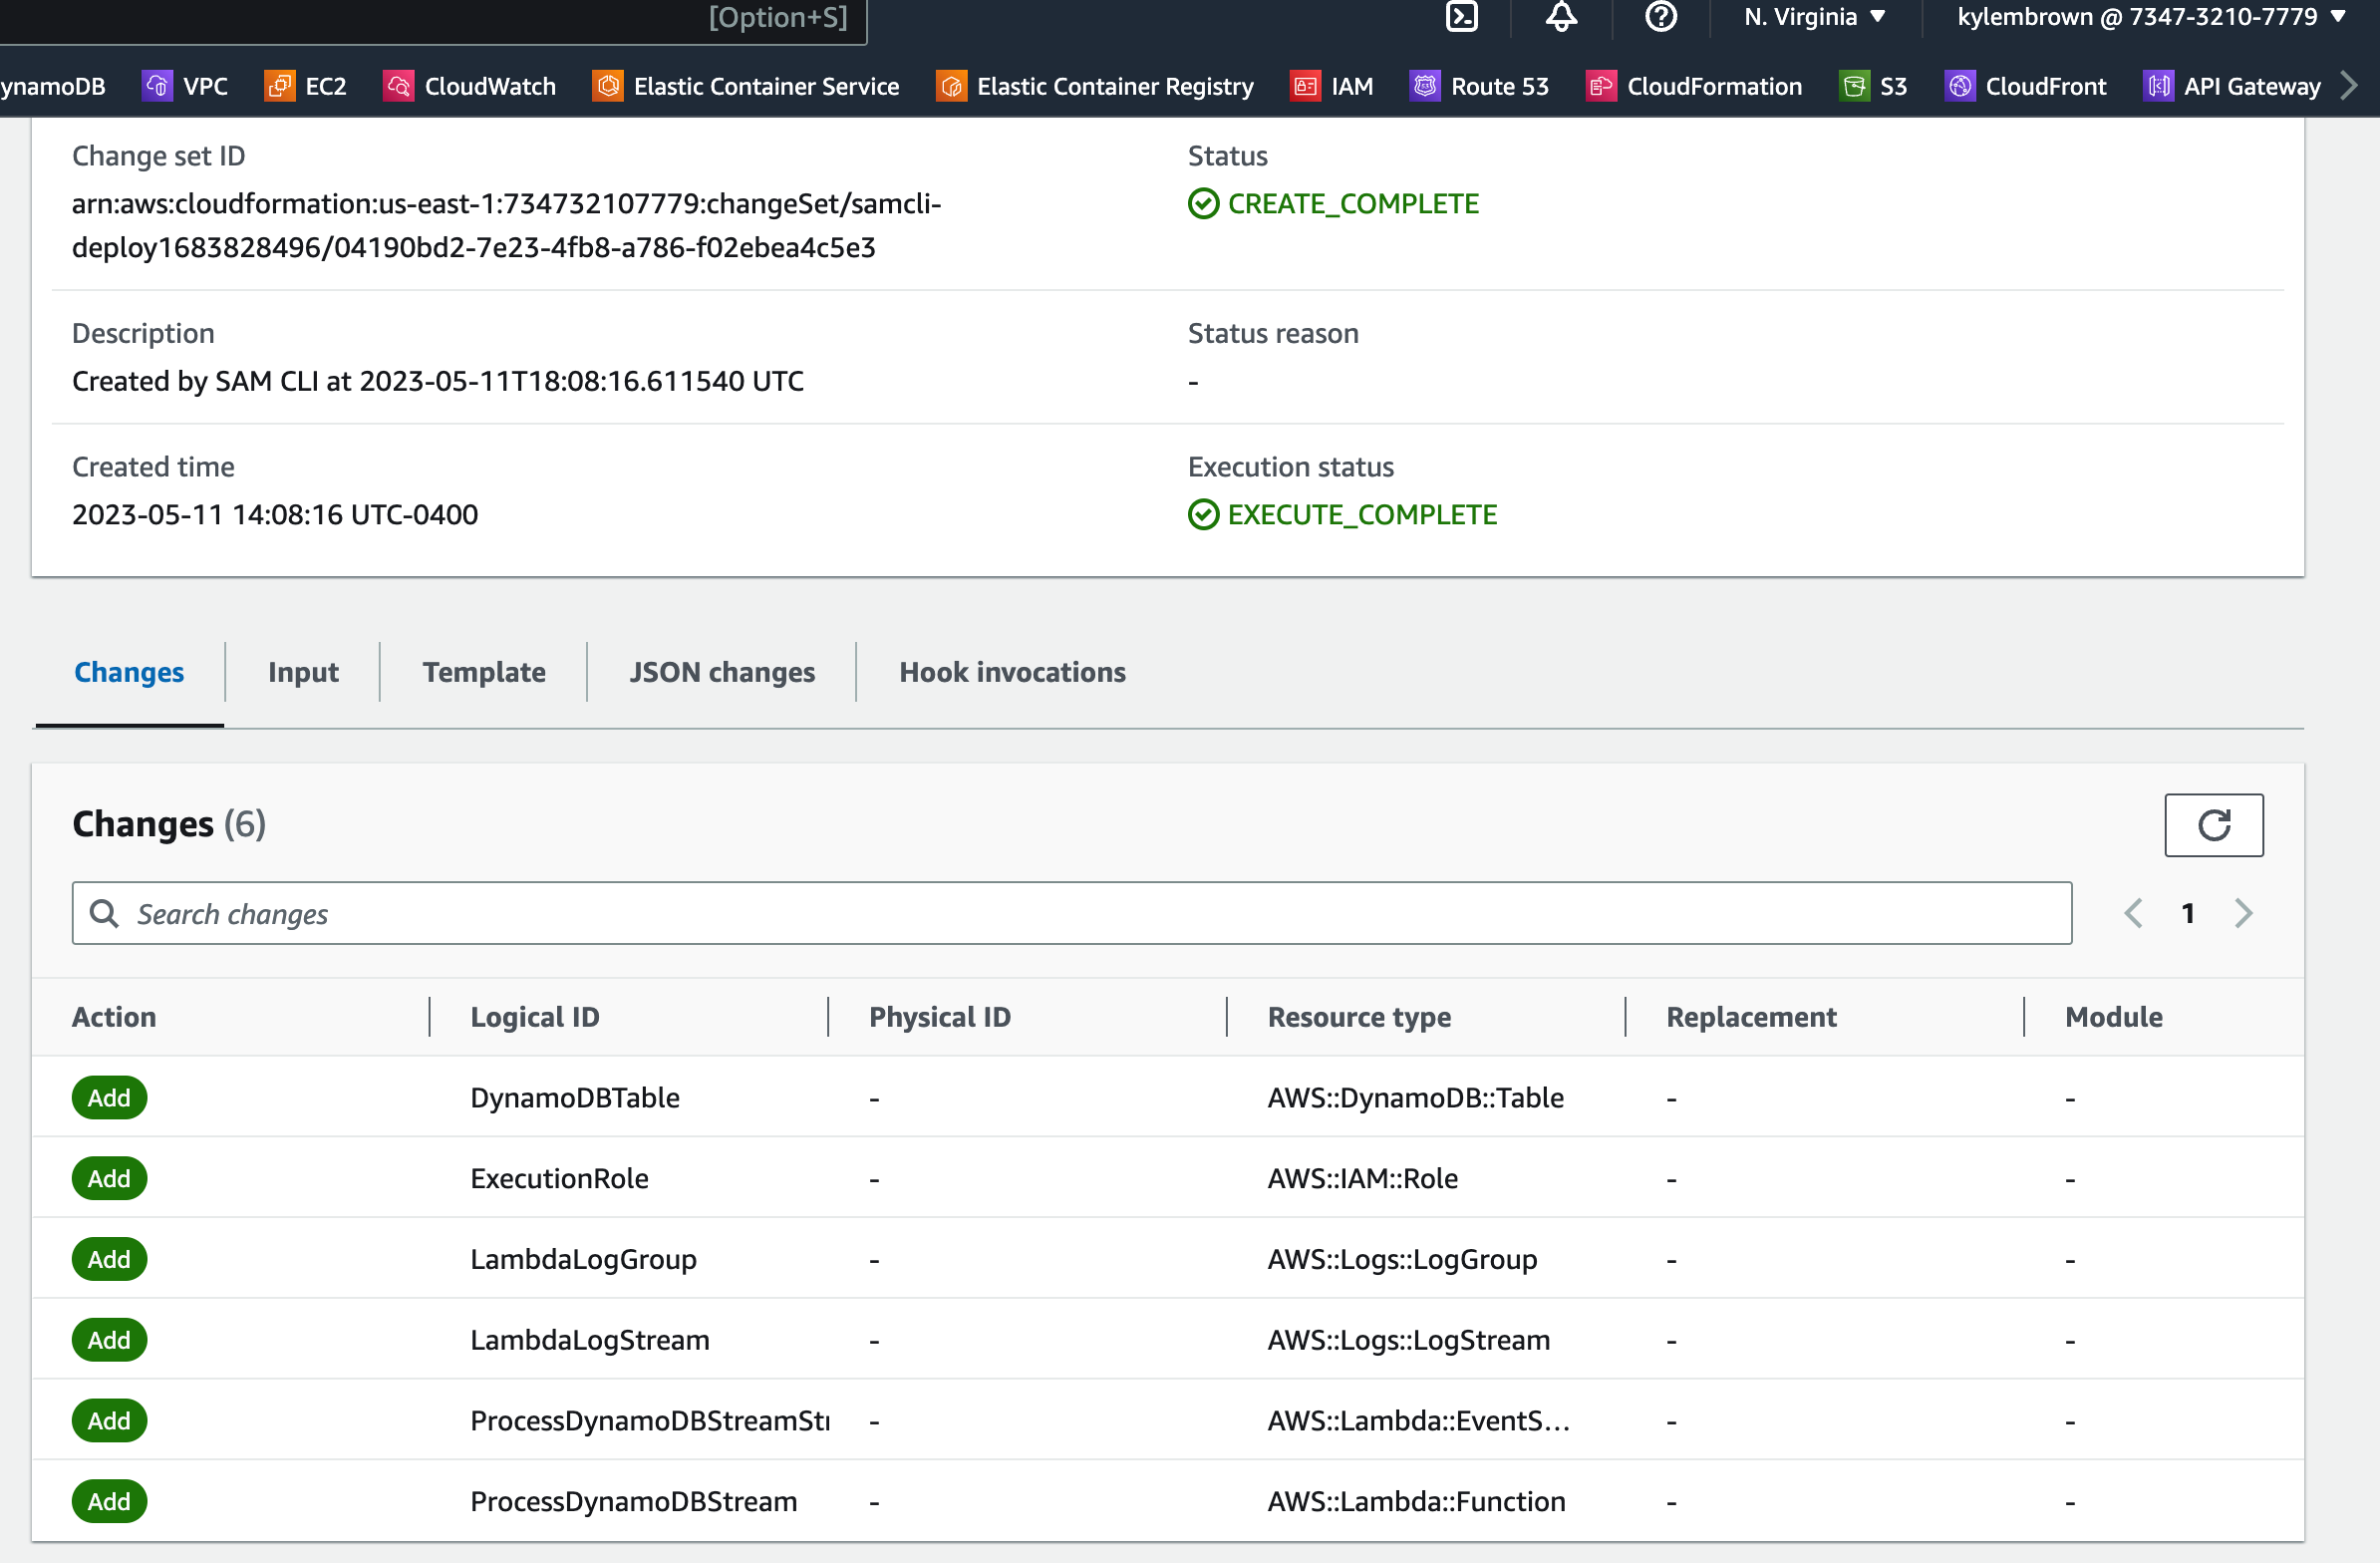 [Option+S]
N. Virginia
kylembrown @ 7347-3210-7779
ynamoDB
VPC
EC2
CloudWatch
Elastic Container Service
Elastic Container Registry
IAM
Route 53
CloudFormation
S3
CloudFront
API Gateway
Change set ID
arn:aws:cloudformation:us-east-1:734732107779:changeSet/samcli-
deploy1683828496/04190bd2-7e23-4fb8-a786-f02ebea4c5e3
Status
CREATE_COMPLETE
Description
Created by SAM CLI at 2023-05-11T18:08:16.611540 UTC
Status reason
-
Created time
2023-05-11 14:08:16 UTC-0400
Execution status
EXECUTE_COMPLETE
Changes
Input
Template
JSON changes
Hook invocations
Changes (6)
Search changes
1
Action Logical ID Physical ID Resource type Replacement Module
Add DynamoDBTable - AWS::DynamoDB::Table - -
Add ExecutionRole - AWS::IAM::Role - -
Add LambdaLogGroup - AWS::Logs::LogGroup - -
Add LambdaLogStream - AWS::Logs::LogStream - -
Add ProcessDynamoDBStreamStr - AWS::Lambda::EventS... - -
Add ProcessDynamoDBStream - AWS::Lambda::Function - -